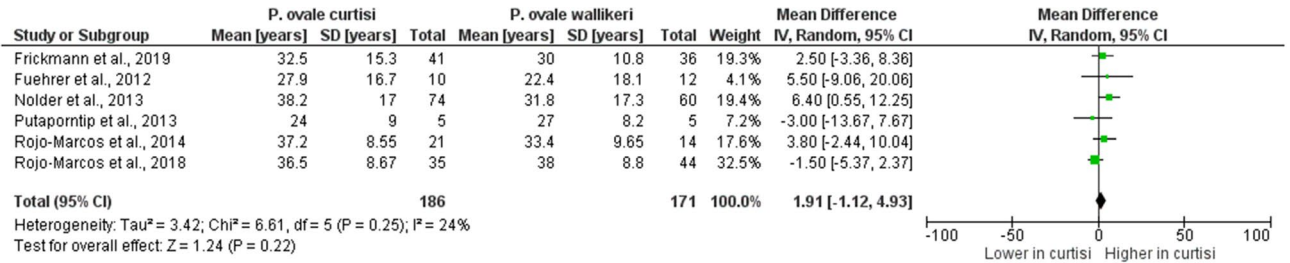 P. ovale curtisi P. ovale wallikeri Mean Difference Mean Difference
Study or Subgroup Mean [years] SD [years] Total Mean [years] SD [years] Total Weight IV, Random, 95% CI IV, Random, 95% CI
Frickmann et al., 2019 32.5 15.3 41 30 10.8 36 19.3% 2.50 [-3.36, 8.36]
Fuehrer et al., 2012 27.9 16.7 10 22.4 18.1 12 4.1% 5.50 [-9.06, 20.06]
Nolder et al., 2013 38.2 17 74 31.8 17.3 60 19.4% 6.40 [0.55, 12.25]
Putaporntip et al., 2013 24 9 5 27 8.2 5 7.2% -3.00 [-13.67, 7.67]
Rojo-Marcos et al., 2014 37.2 8.55 21 33.4 9.65 14 17.6% 3.80 [-2.44, 10.04]
Rojo-Marcos et al., 2018 36.5 8.67 35 38 8.8 44 32.5% -1.50 [-5.37, 2.37]
Total (95% CI) 186 171 100.0% 1.91 [-1.12, 4.93]
Heterogeneity: Tau² = 3.42; Chi² = 6.61, df = 5 (P = 0.25); I² = 24%
Test for overall effect: Z = 1.24 (P = 0.22)
-100 -50 0 50 100
Lower in curtisi Higher in curtisi